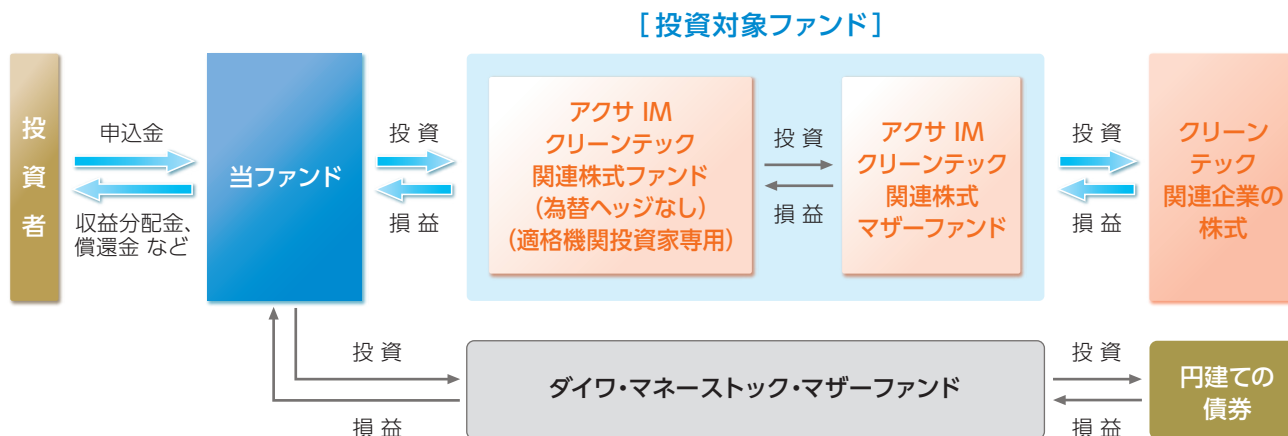 [投資対象ファンド]
投資者
申込金
収益分配金、
償還金 など
当ファンド
投 資
損 益
アクサ IM
クリーンテック
関連株式ファンド
(為替ヘッジなし)
(適格機関投資家専用)
投 資
損 益
アクサ IM
クリーンテック
関連株式
マザーファンド
投 資
損 益
クリーン
テック
関連企業の
株式
投 資
損 益
ダイワ・マネーストック・マザーファンド
投 資
損 益
円建ての
債券